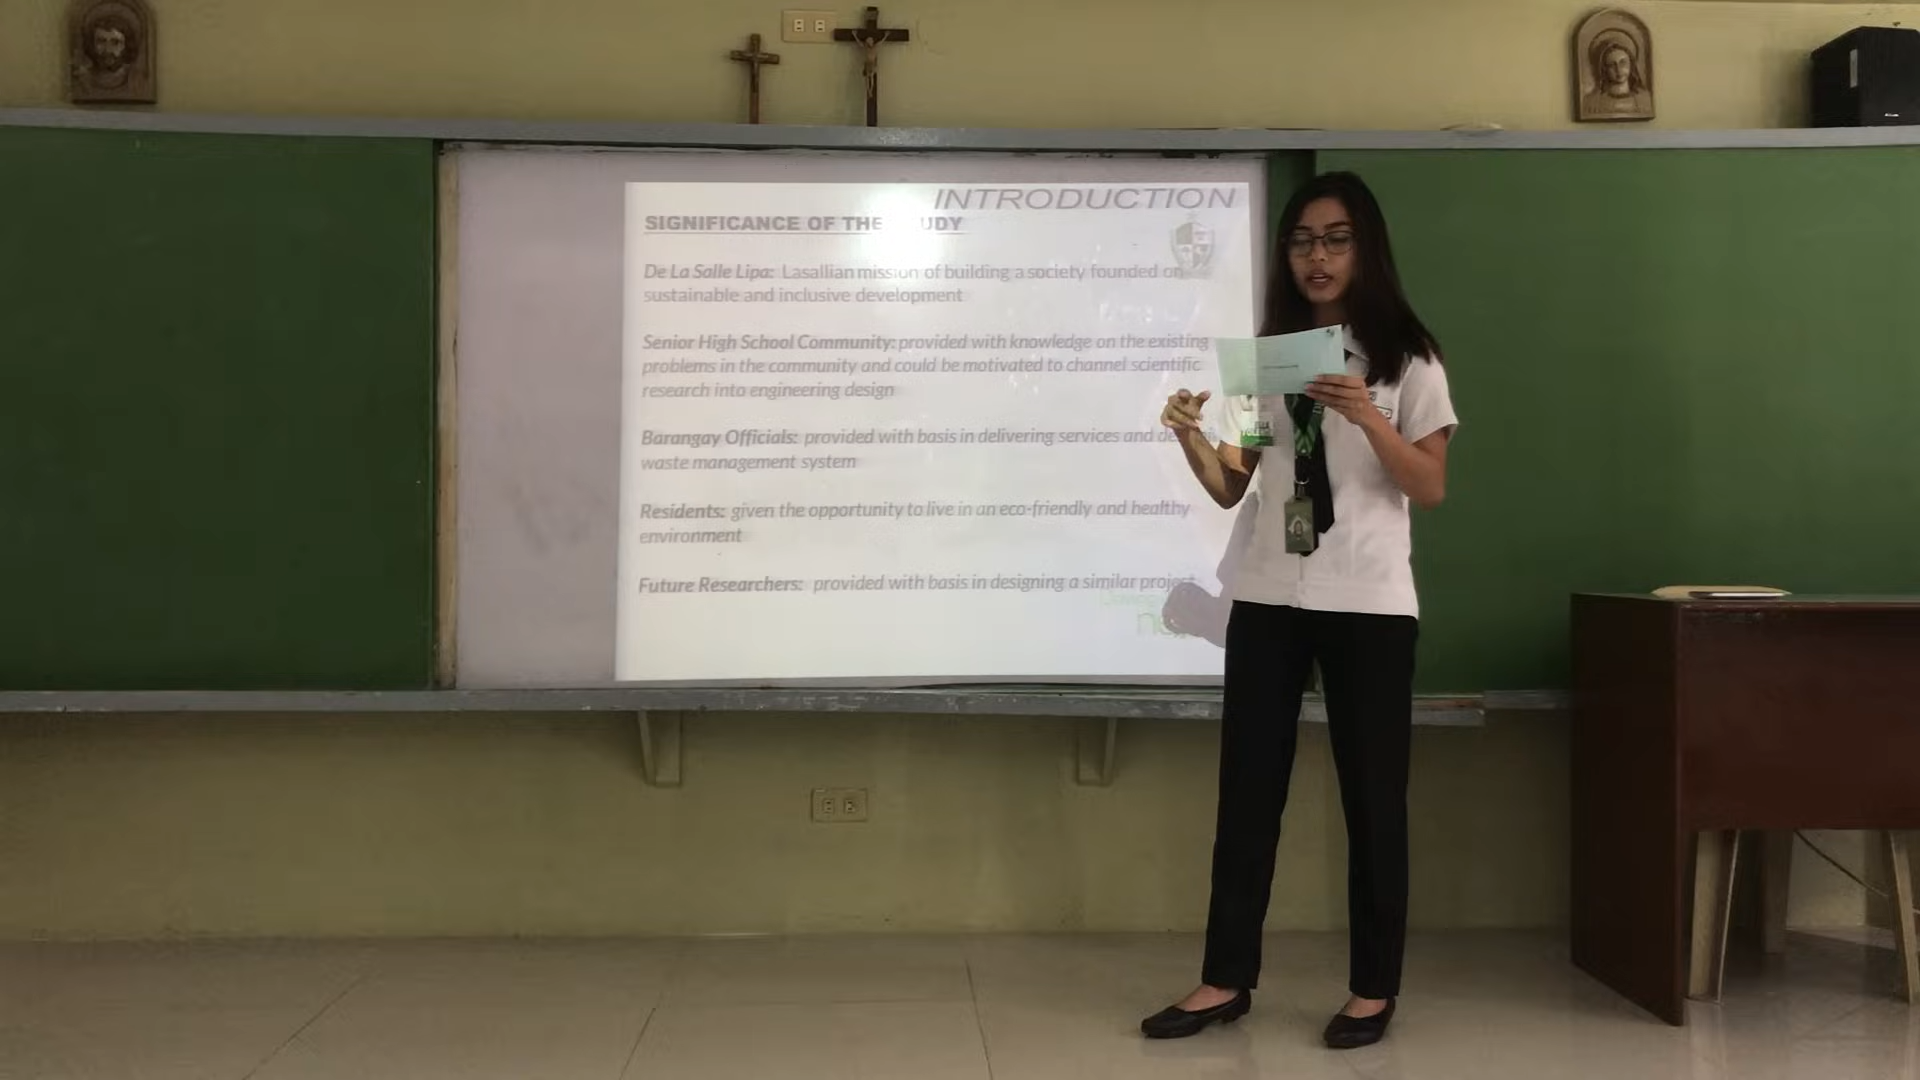 INTRODUCTION
SIGNIFICANCE OF THE UDY
De La Salle Lipa: Lasallian mission of building a society founded on
sustainable and inclusive development
Senior High School Community: provided with knowledge on the existing
problems in the community and could be motivated to channel scientific
research into engineering design
Barangay Officials: provided with basis in delivering services and
waste management system
Residents: given the opportunity to live in an eco-friendly and healthy
environment
Future Researchers: provided with basis in designing a similar project